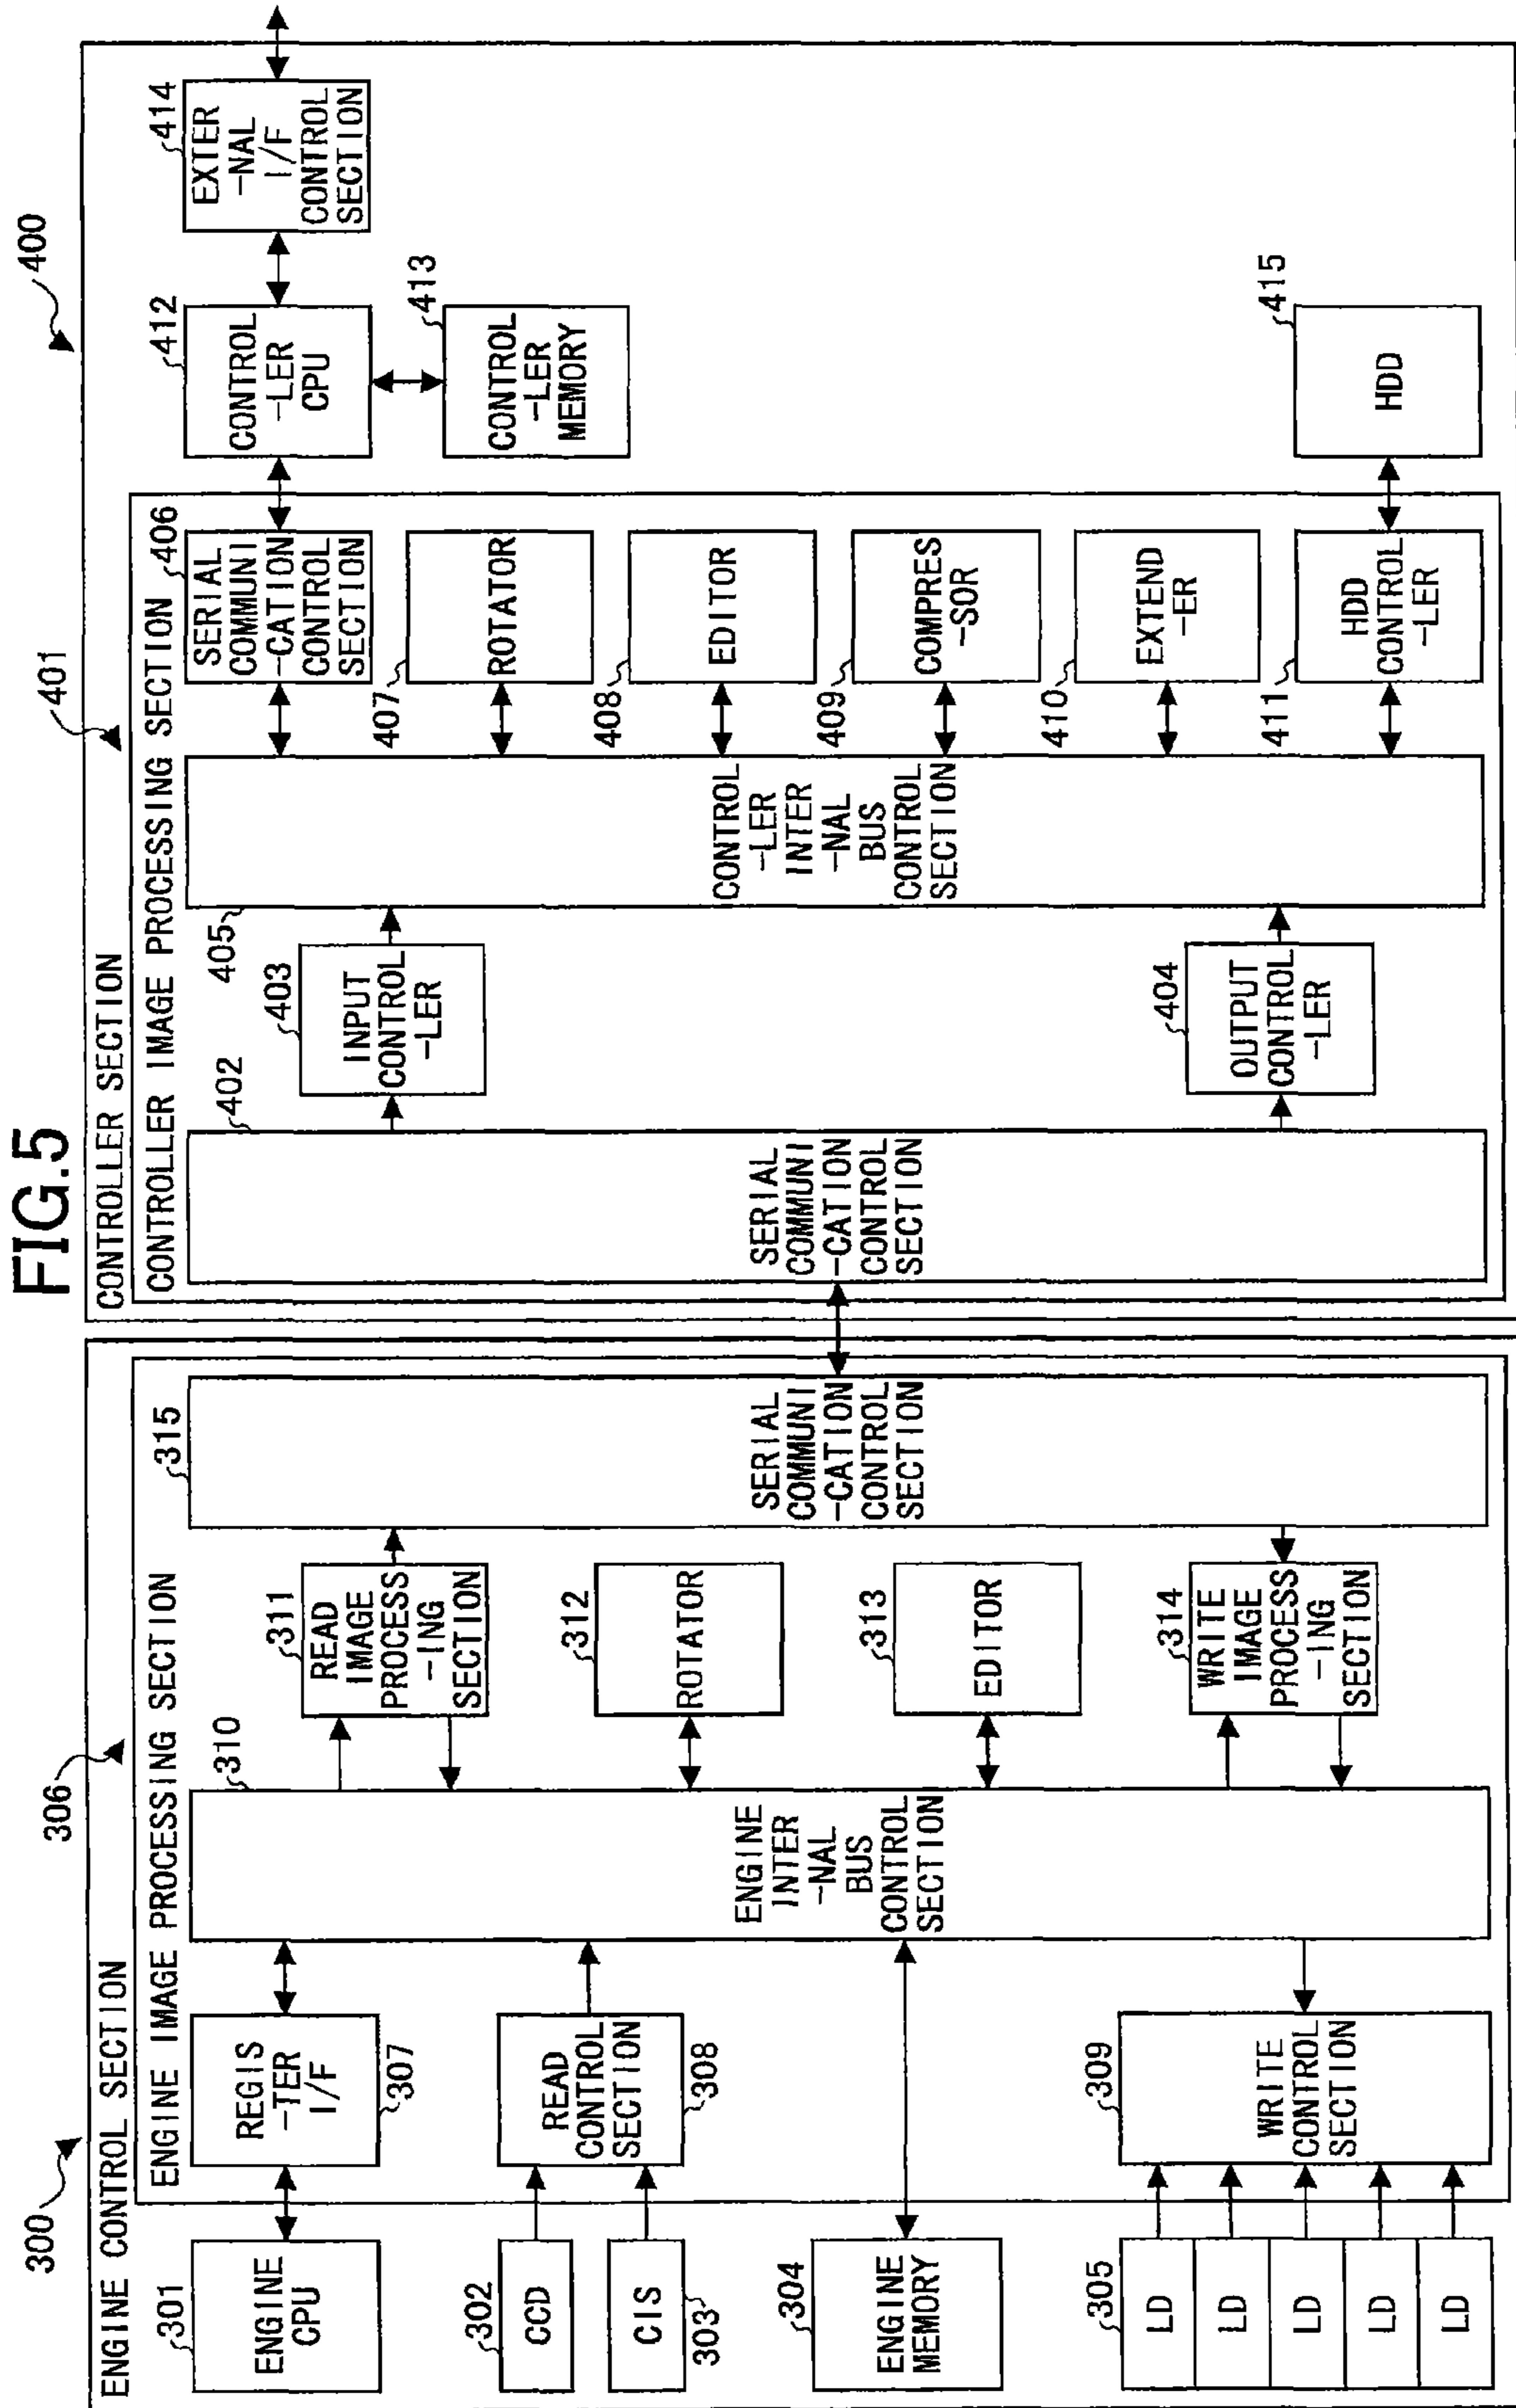 FIG.5
300
ENGINE CONTROL SECTION
301
ENGINE
CPU
302
CCD
CIS
303
304
ENGINE
MEMORY
305
LD
LD
LD
LD
LD
306
ENGINE IMAGE PROCESSING SECTION
REGIS
-TER
I/F
307
READ
CONTROL
SECTION
308
309
WRITE
CONTROL
SECTION
310
ENGINE
INTER
-NAL
BUS
CONTROL
SECTION
311
READ
IMAGE
PROCESS
-ING
SECTION
312
ROTATOR
313
EDITOR
314
WRITE
IMAGE
PROCESS
-ING
SECTION
315
SERIAL
COMMUNI
-CATION
CONTROL
SECTION
400
CONTROLLER SECTION
401
CONTROLLER IMAGE PROCESSING SECTION
402
SERIAL
COMMUNI
-CATION
CONTROL
SECTION
403
INPUT
CONTROL
-LER
404
OUTPUT
CONTROL
-LER
405
CONTROL
-LER
INTER
-NAL
BUS
CONTROL
SECTION
406
SERIAL
COMMUNI
-CATION
CONTROL
SECTION
407
ROTATOR
408
EDITOR
409
COMPRES
-SOR
410
EXTEND
-ER
411
HDD
CONTROL
-LER
412
CONTROL
-LER
CPU
413
CONTROL
-LER
MEMORY
414
EXTER
-NAL
I/F
CONTROL
SECTION
415
HDD